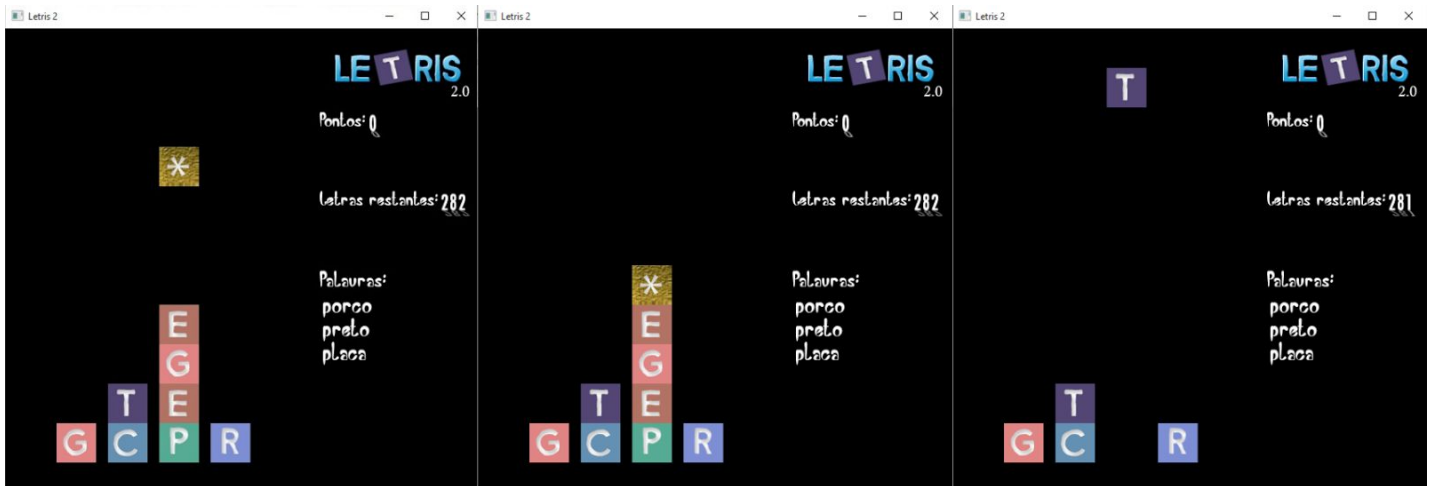 Letris 2
LETRIS
2.0
Pontos: 0
Letras restantes: 282
Palavras:
porco
preto
placa
*
E
G
T E
G C P R
Letris 2
LETRIS
2.0
Pontos: 0
Letras restantes: 282
Palavras:
porco
preto
placa
*
E
G
T E
G C P R
Letris 2
LETRIS
2.0
T
Pontos: 0
Letras restantes: 281
Palavras:
porco
preto
placa
T
G C R